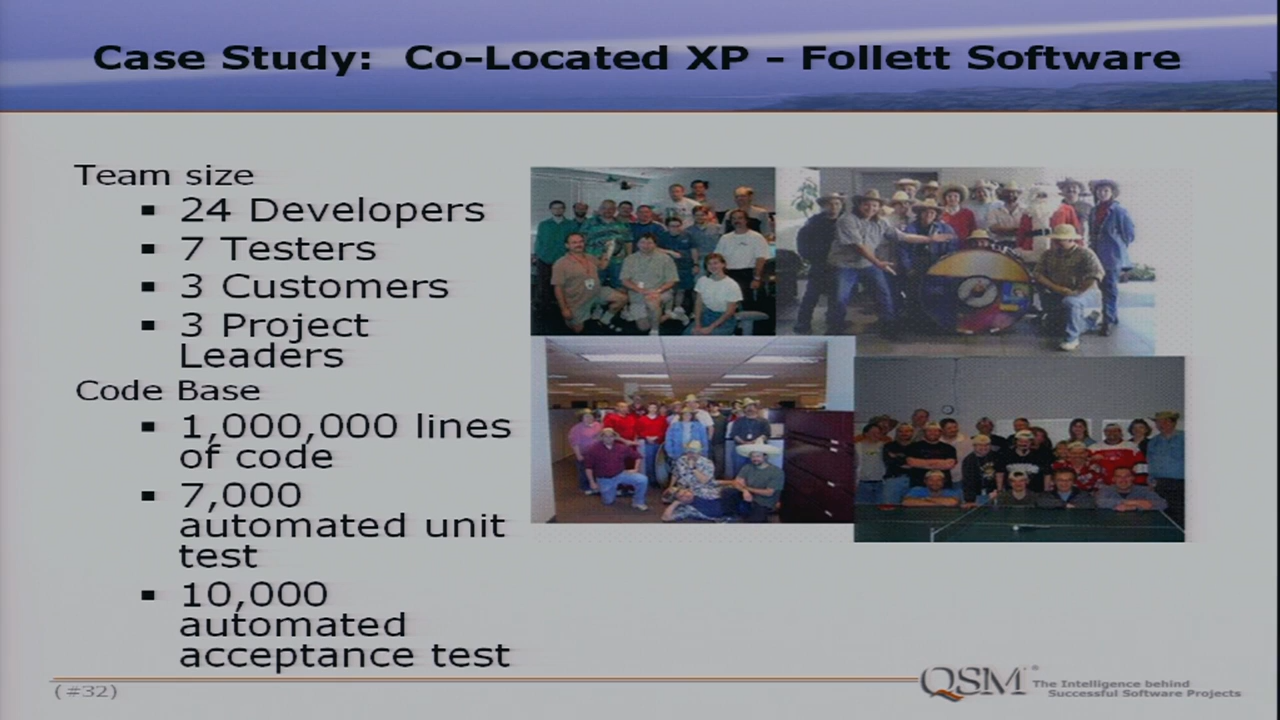 Case Study: Co-Located XP - Follett Software
Team size
▪ 24 Developers
▪ 7 Testers
▪ 3 Customers
▪ 3 Project
Leaders
Code Base
▪ 1,000,000 lines
of code
▪ 7,000
automated unit
test
▪ 10,000
automated
acceptance test
(#32)
QSM®
The Intelligence behind
Successful Software Projects